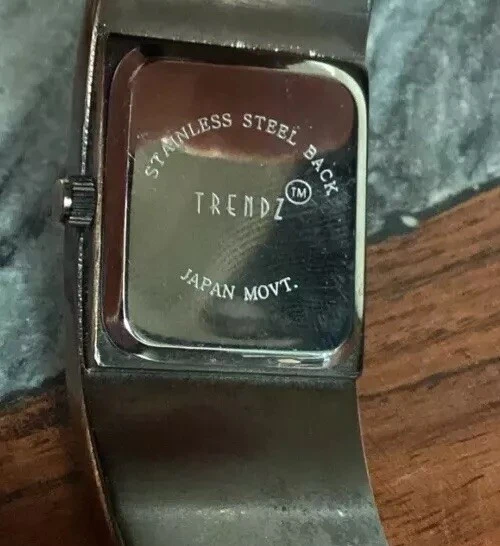 STAINLESS STEEL BACK
TRENDZ™
JAPAN MOVT.